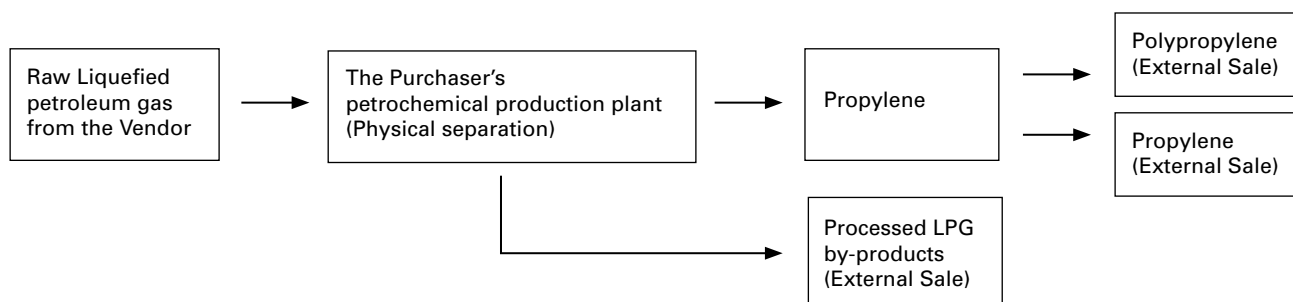 Raw Liquefied
petroleum gas
from the Vendor
The Purchaser’s
petrochemical production plant
(Physical separation)
Propylene
Polypropylene
(External Sale)
Propylene
(External Sale)
Processed LPG
by-products
(External Sale)